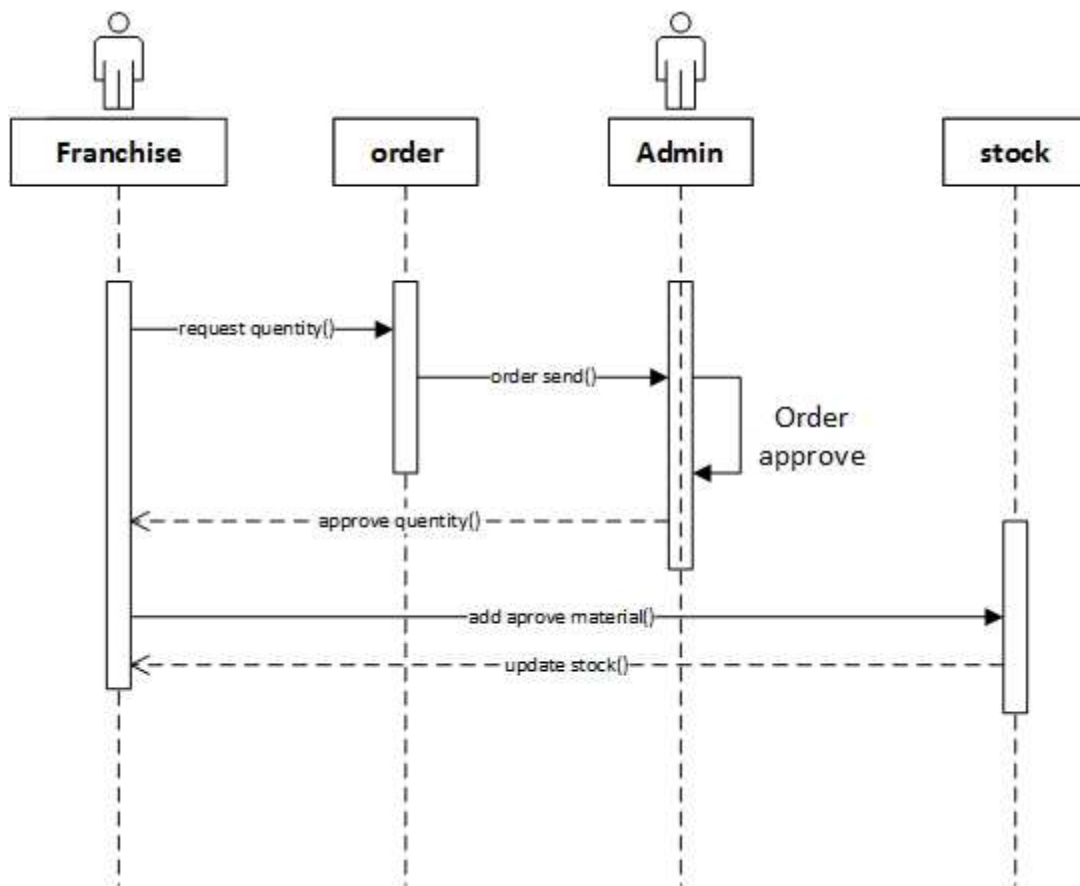 Franchise
order
Admin
stock
request quentity()
order send()
Order
approve
approve quentity()
add aprove material()
update stock()